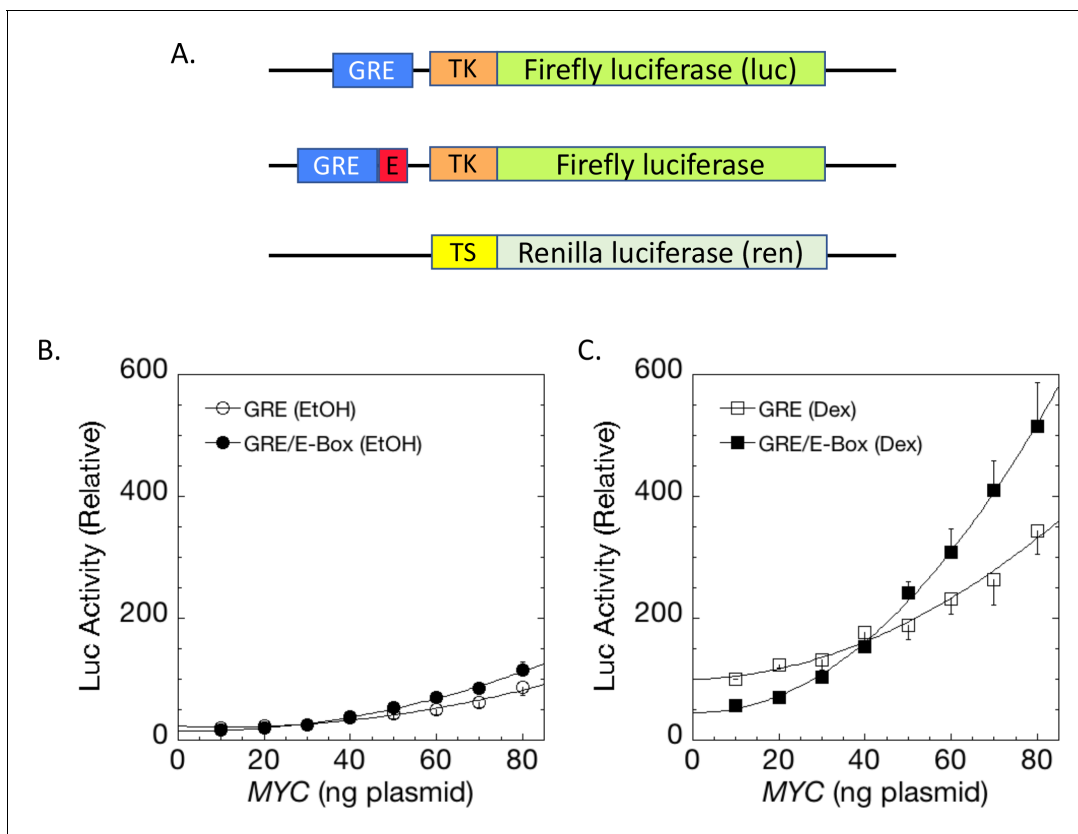 A.
GRE TK Firefly luciferase (luc)
GRE E TK Firefly luciferase
TS Renilla luciferase (ren)
B.
600
400
200
0
Luc Activity (Relative)
GRE (EtOH)
GRE/E-Box (EtOH)
0 20 40 60 80
MYC (ng plasmid)
C.
600
400
200
0
Luc Activity (Relative)
GRE (Dex)
GRE/E-Box (Dex)
0 20 40 60 80
MYC (ng plasmid)